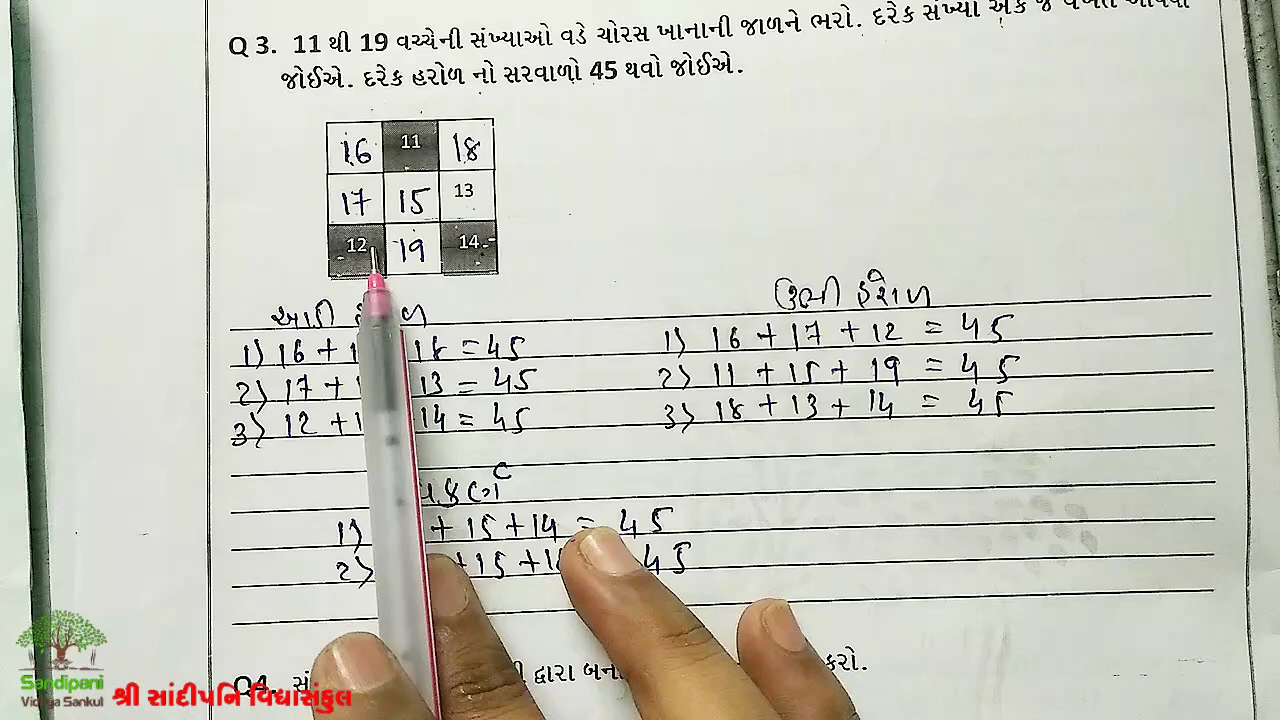 Q 3. 11 થી 19 વચ્ચેની સંખ્યાઓ વડે ચોરસ ખાનાની જાળને ભરો. દરેક સંખ્યા એક જ
જોઈએ. દરેક હરોળ નો સરવાળો 45 થવો જોઈએ.
16 11 18
17 15 13
12 19 14
આડી
ઉભી હરોળ
1) 16 + 18 = 45
1) 16 + 17 + 12 = 45
2) 17 + 13 = 45
2) 11 + 15 + 19 = 45
3) 12 + 14 = 45
3) 18 + 13 + 14 = 45
1) + 15 + 14 = 45
2) + 15 + 45
Q4. દ્વારા કરો.
Sandipani
Vidhya Sankul
શ્રી સાંદીપનિ વિદ્યાસંકુલ